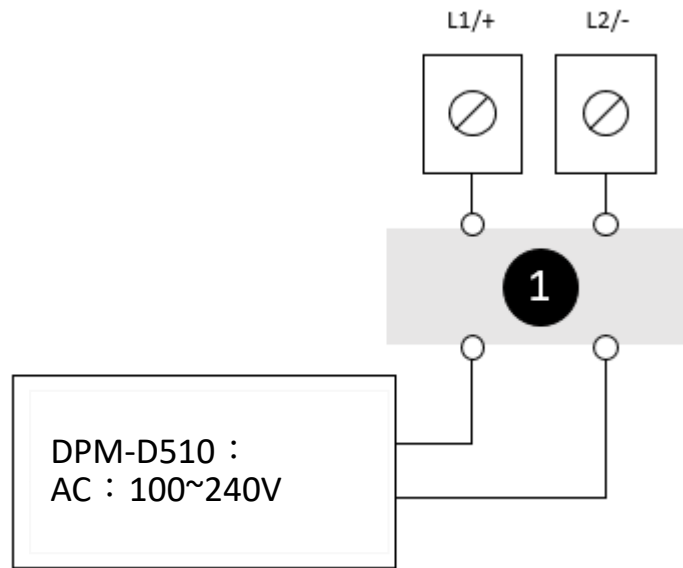 L1/+ L2/-
1
DPM-D510：
AC：100~240V